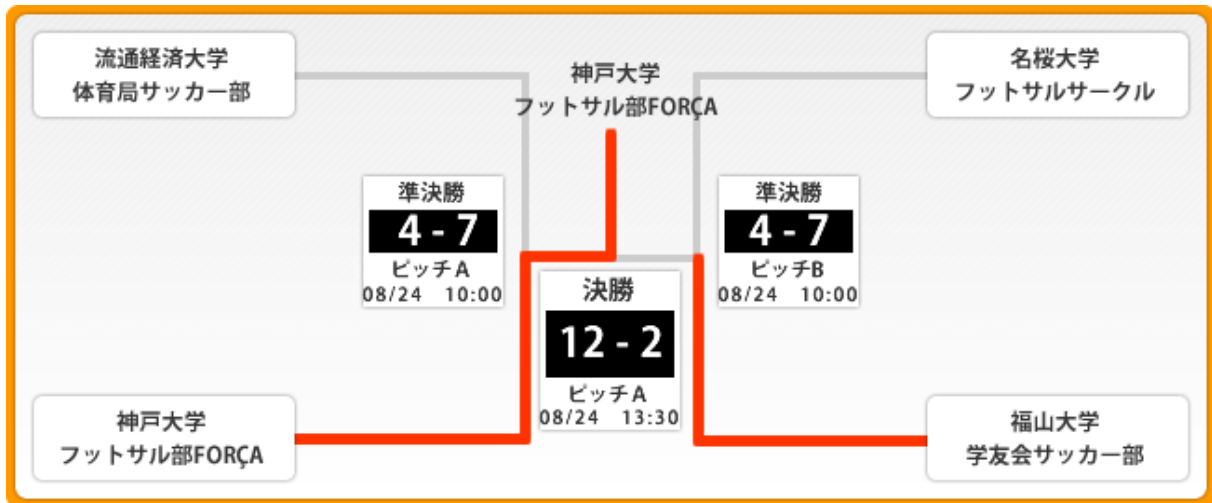 流通経済大学
体育局サッカー部
神戸大学
フットサル部FORÇA
名桜大学
フットサルサークル
準決勝
4 - 7
ピッチA
08/24 10:00
準決勝
4 - 7
ピッチB
08/24 10:00
決勝
12 - 2
ピッチA
08/24 13:30
神戸大学
フットサル部FORÇA
福山大学
学友会サッカー部